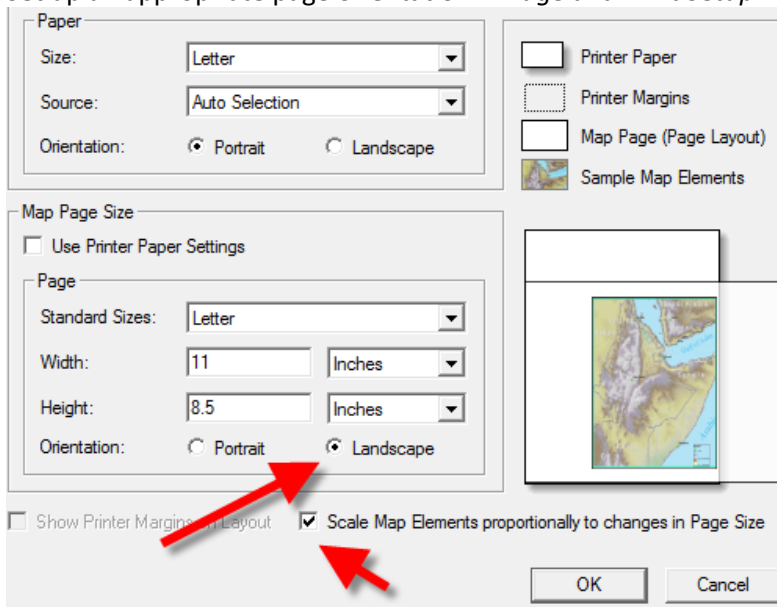 Paper
Size: Letter
Source: Auto Selection
Orientation: Portrait Landscape
Printer Paper
Printer Margins
Map Page (Page Layout)
Sample Map Elements
Map Page Size
Use Printer Paper Settings
Page
Standard Sizes: Letter
Width: 11 Inches
Height: 8.5 Inches
Orientation: Portrait Landscape
Show Printer Margins on Layout Scale Map Elements proportionally to changes in Page Size
OK Cancel